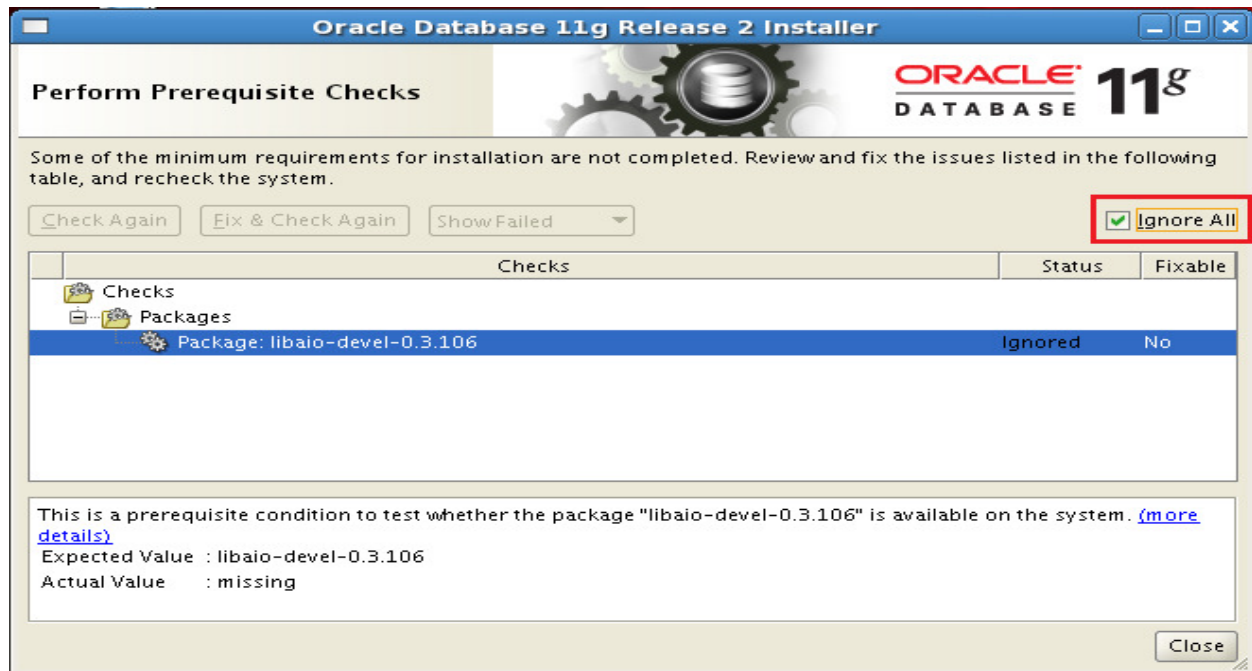 Oracle Database 11g Release 2 Installer
Perform Prerequisite Checks
ORACLE 11g
DATABASE
Some of the minimum requirements for installation are not completed. Review and fix the issues listed in the following
table, and recheck the system.
Check Again Fix & Check Again Show Failed Ignore All
Checks Status Fixable
Checks
Packages
Package: libaio-devel-0.3.106 Ignored No
This is a prerequisite condition to test whether the package "libaio-devel-0.3.106" is available on the system. (more
details)
Expected Value : libaio-devel-0.3.106
Actual Value : missing
Close